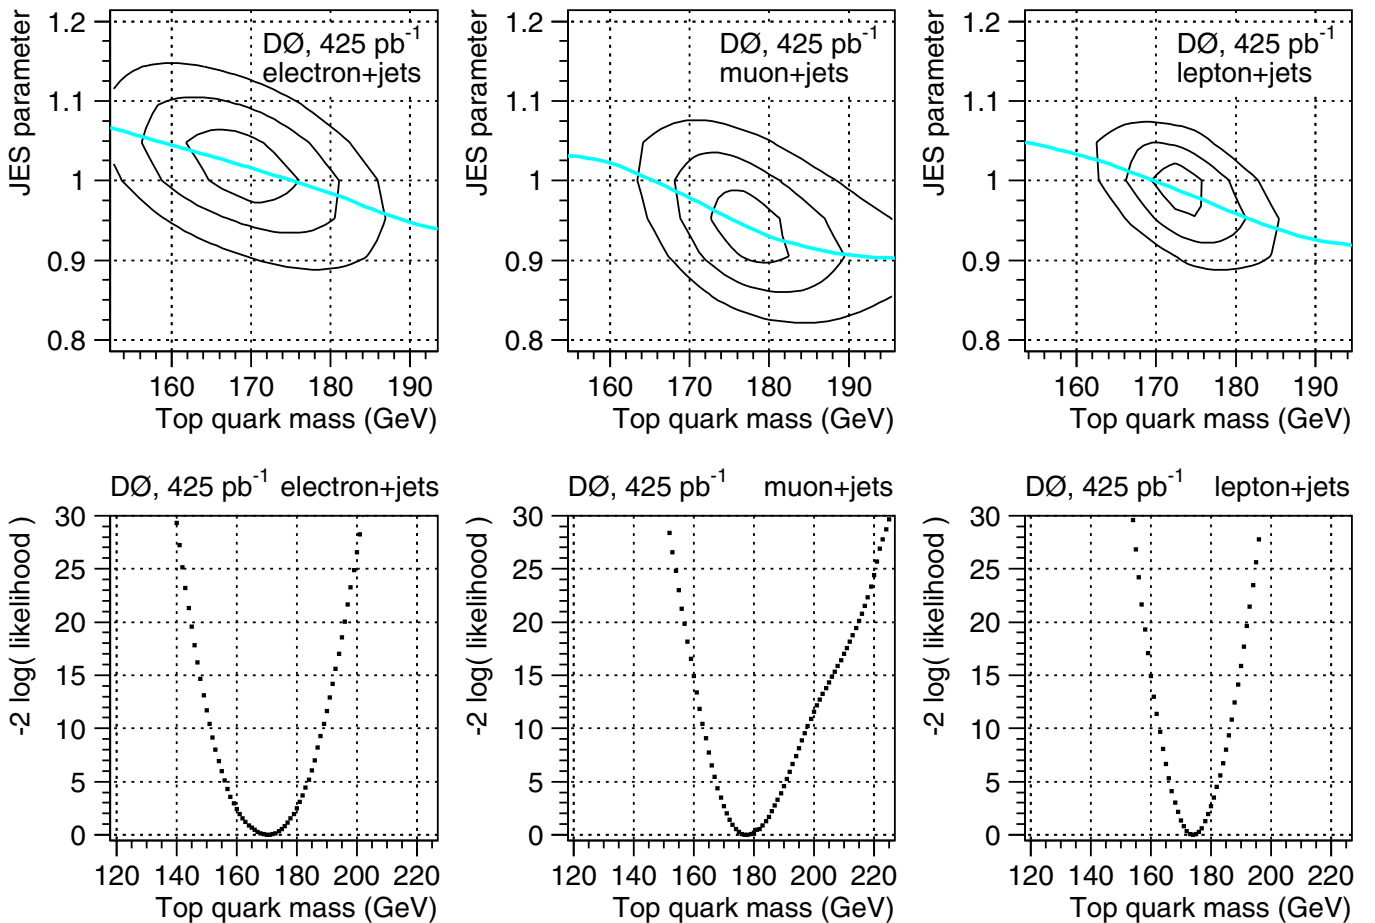 DØ, 425 pb-1
electron+jets
JES parameter
1.2
1.1
1
0.9
0.8
160 170 180 190
Top quark mass (GeV)
DØ, 425 pb-1
muon+jets
JES parameter
1.2
1.1
1
0.9
0.8
160 170 180 190
Top quark mass (GeV)
DØ, 425 pb-1
lepton+jets
JES parameter
1.2
1.1
1
0.9
0.8
160 170 180 190
Top quark mass (GeV)
DØ, 425 pb-1 electron+jets
-2 log( likelihood )
30
25
20
15
10
5
0
120 140 160 180 200 220
Top quark mass (GeV)
DØ, 425 pb-1 muon+jets
-2 log( likelihood )
30
25
20
15
10
5
0
120 140 160 180 200 220
Top quark mass (GeV)
DØ, 425 pb-1 lepton+jets
-2 log( likelihood )
30
25
20
15
10
5
0
120 140 160 180 200 220
Top quark mass (GeV)